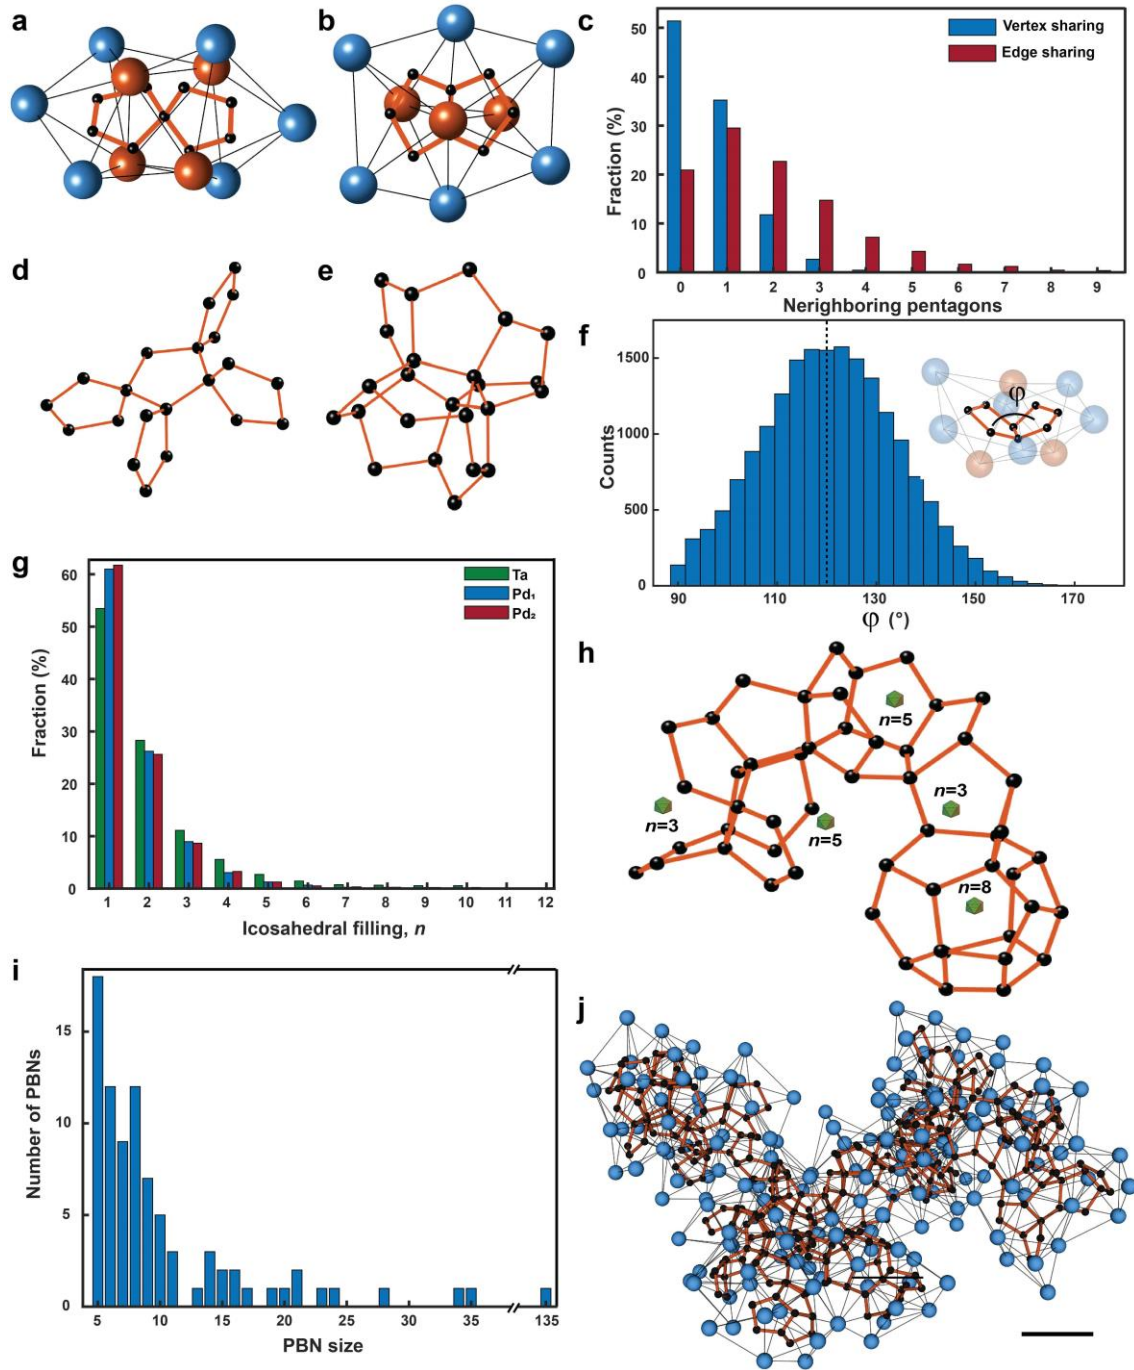 a
b
c
50
40
30
20
10
0
Fraction (%)
Vertex sharing
Edge sharing
0 1 2 3 4 5 6 7 8 9
Nerighboring pentagons
d
e
f
1500
1000
500
0
Counts
φ
90 110 130 150 170
φ (°)
g
60
50
40
30
20
10
0
Fraction (%)
Ta
Pd₁
Pd₂
1 2 3 4 5 6 7 8 9 10 11 12
Icosahedral filling, n
h
n=5
n=3
n=3
n=5
n=8
i
15
10
5
0
Number of PBNs
5 10 15 20 25 30 35 135
PBN size
j